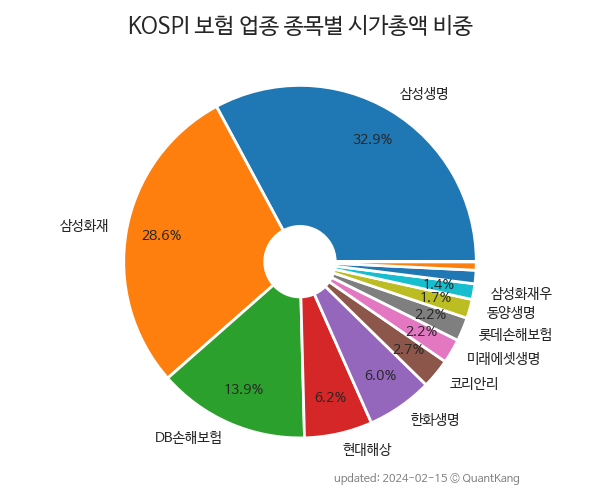 KOSPI 보험 업종 종목별 시가총액 비중
삼성생명
32.9%
삼성화재
28.6%
DB손해보험
13.9%
현대해상
6.2%
한화생명
6.0%
코리안리
2.7%
미래에셋생명
2.2%
롯데손해보험
2.2%
동양생명
1.7%
삼성화재우
1.4%
updated: 2024-02-15 ⓒ QuantKang